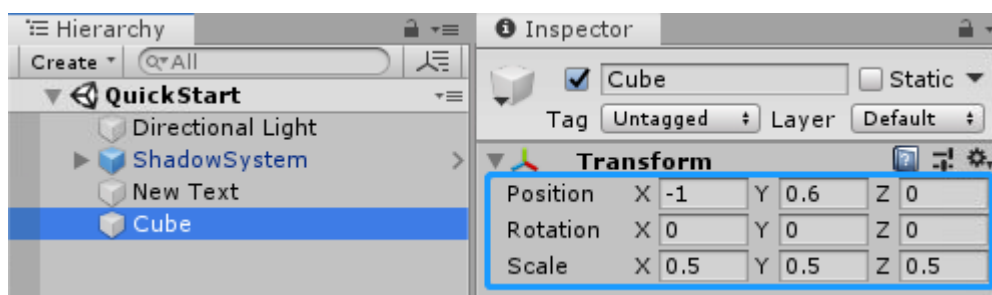 Hierarchy
Create All
QuickStart
Directional Light
ShadowSystem
New Text
Cube
Inspector
Cube Static
Tag Untagged Layer Default
Transform
Position X -1 Y 0.6 Z 0
Rotation X 0 Y 0 Z 0
Scale X 0.5 Y 0.5 Z 0.5